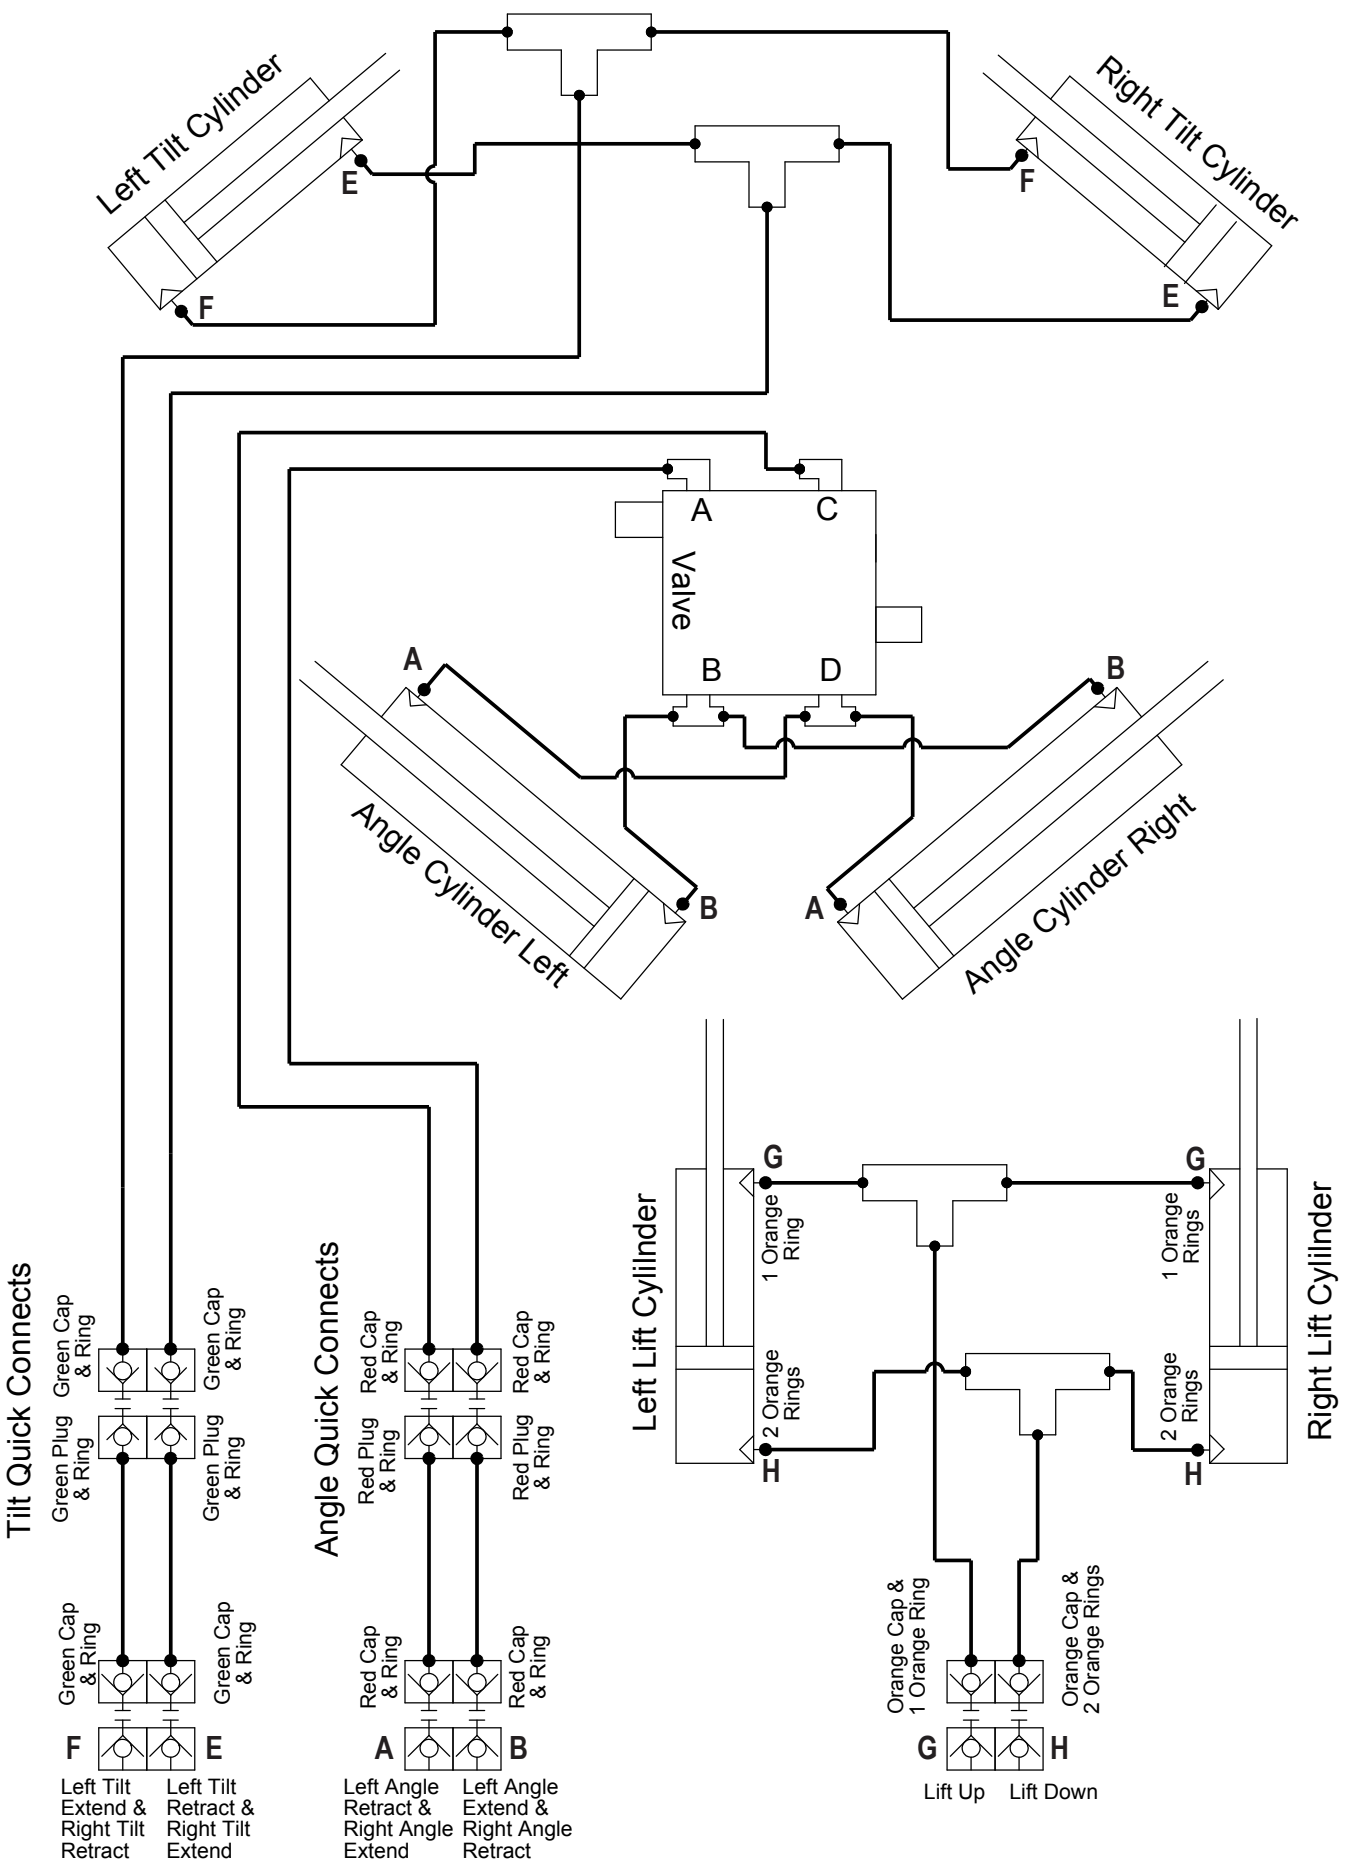 Left Tilt Cylinder
Right Tilt Cylinder
E
F
F
E
A
C
Valve
B
D
A
B
B
A
Angle Cylinder Left
Angle Cylinder Right
Left Lift Cylilnder
G
1 Orange
Ring
2 Orange
Rings
H
G
1 Orange
Rings
2 Orange
Rings
H
Right Lift Cylilnder
Tilt Quick Connects
Green Cap
& Ring
Green Cap
& Ring
Green Plug
& Ring
Green Plug
& Ring
Green Cap
& Ring
Green Cap
& Ring
F
E
Left Tilt
Extend &
Right Tilt
Retract
Left Tilt
Retract &
Right Tilt
Extend
Angle Quick Connects
Red Cap
& Ring
Red Cap
& Ring
Red Plug
& Ring
Red Plug
& Ring
Red Cap
& Ring
Red Cap
& Ring
A
B
Left Angle
Retract &
Right Angle
Extend
Left Angle
Extend &
Right Angle
Retract
Orange Cap &
1 Orange Ring
Orange Cap &
2 Orange Rings
G
H
Lift Up
Lift Down